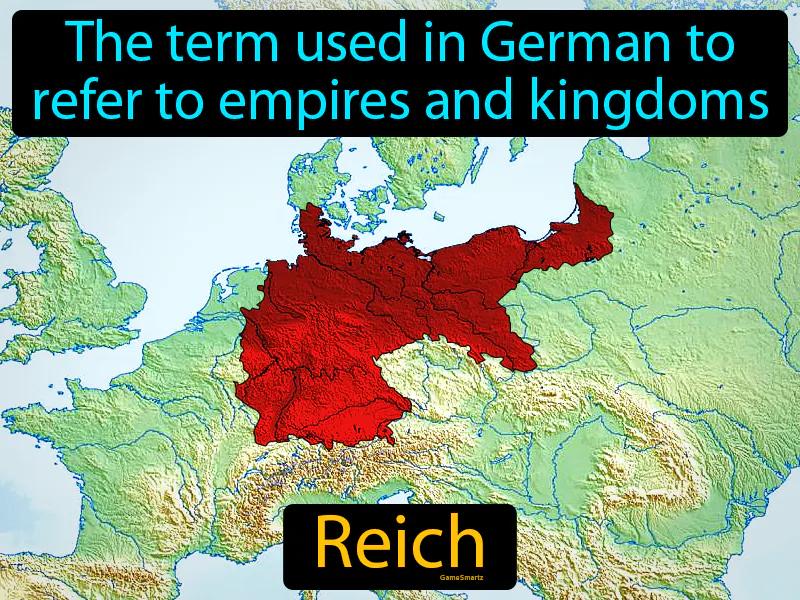 The term used in German to
refer to empires and kingdoms
Reich
GameSmartz